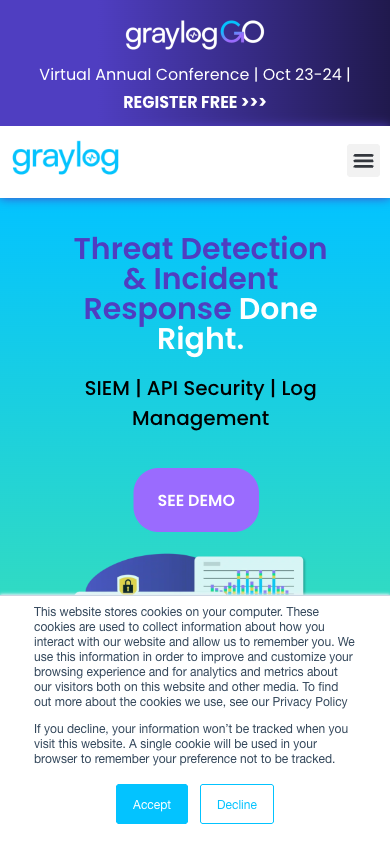 graylog GO
Virtual Annual Conference | Oct 23-24 |
REGISTER FREE >>>
graylog
Threat Detection
& Incident
Response Done
Right.
SIEM | API Security | Log
Management
SEE DEMO
This website stores cookies on your computer. These
cookies are used to collect information about how you
interact with our website and allow us to remember you. We
use this information in order to improve and customize your
browsing experience and for analytics and metrics about
our visitors both on this website and other media. To find
out more about the cookies we use, see our Privacy Policy
If you decline, your information won’t be tracked when you
visit this website. A single cookie will be used in your
browser to remember your preference not to be tracked.
Accept
Decline